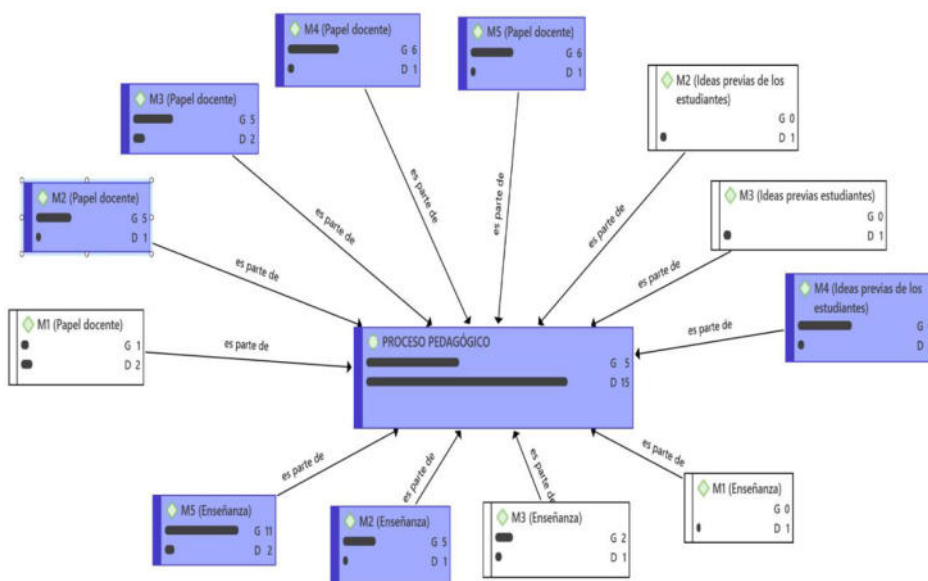 M4 (Papel docente)
G 6
D 1
M5 (Papel docente)
G 6
D 1
M3 (Papel docente)
G 5
D 2
M2 (Ideas previas de los
estudiantes)
G 0
D 1
M2 (Papel docente)
G 5
D 1
M3 (Ideas previas estudiantes)
G 0
D 1
M4 (Ideas previas de los
estudiantes)
G
D
M1 (Papel docente)
G 1
D 2
es parte de
es parte de
es parte de
es parte de
es parte de
es parte de
es parte de
es parte de
PROCESO PEDAGÓGICO
G 5
D 15
es parte de
es parte de
es parte de
es parte de
M5 (Enseñanza)
G 11
D 2
M2 (Enseñanza)
G 5
D 1
M3 (Enseñanza)
G 2
D 1
M1 (Enseñanza)
G 0
D 1